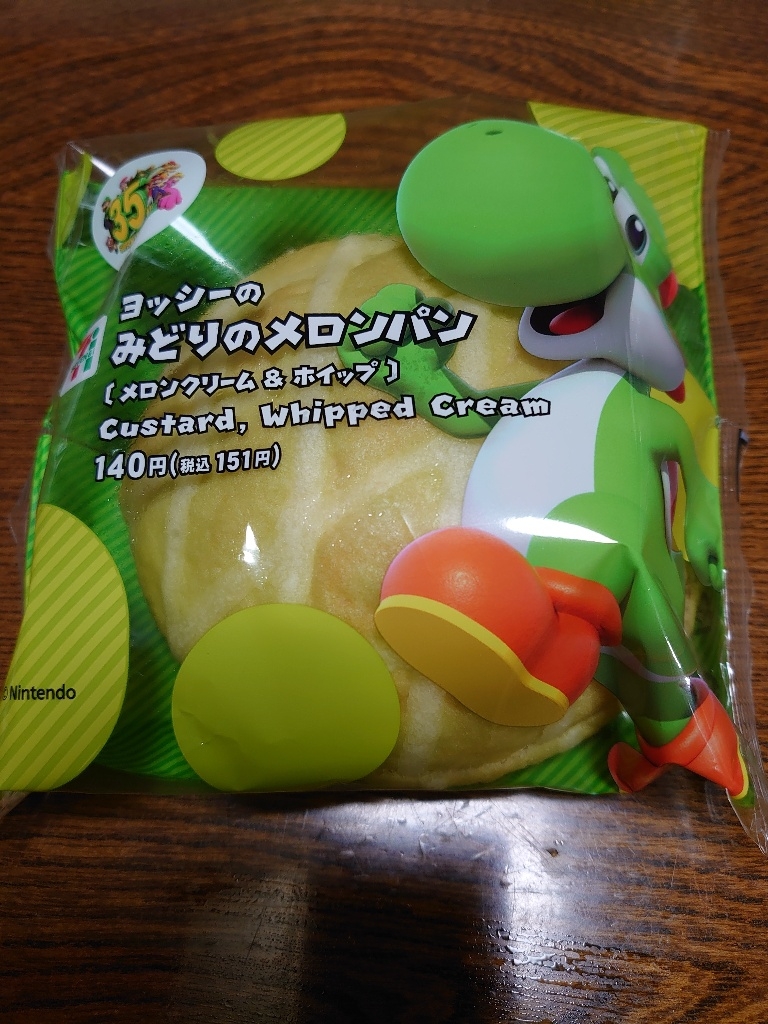 35
ヨッシーの
みどりのメロンパン
〔メロンクリーム & ホイップ〕
Custard, Whipped Cream
140円(税込 151円)
©Nintendo